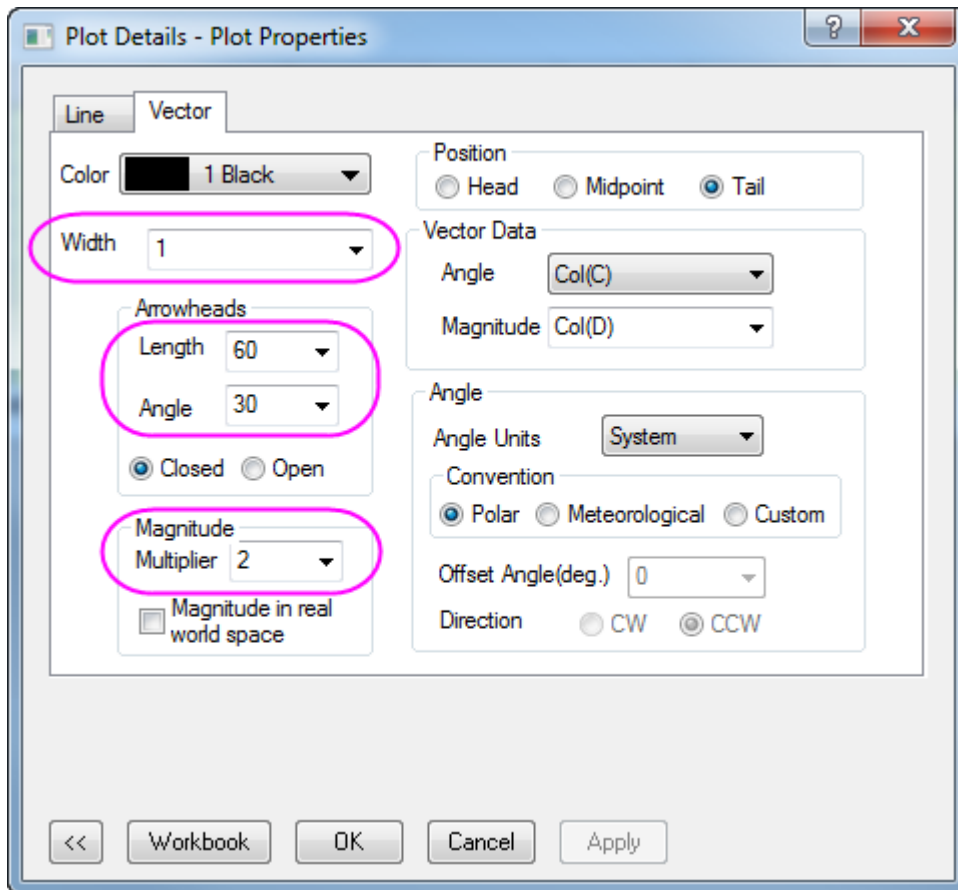 Plot Details - Plot Properties
?
Line
Vector
Color 1 Black
Width 1
Arrowheads
Length 60
Angle 30
Closed Open
Magnitude
Multiplier 2
Magnitude in real
world space
Position
Head Midpoint Tail
Vector Data
Angle Col(C)
Magnitude Col(D)
Angle
Angle Units System
Convention
Polar Meteorological Custom
Offset Angle(deg.) 0
Direction CW CCW
<< Workbook OK Cancel Apply